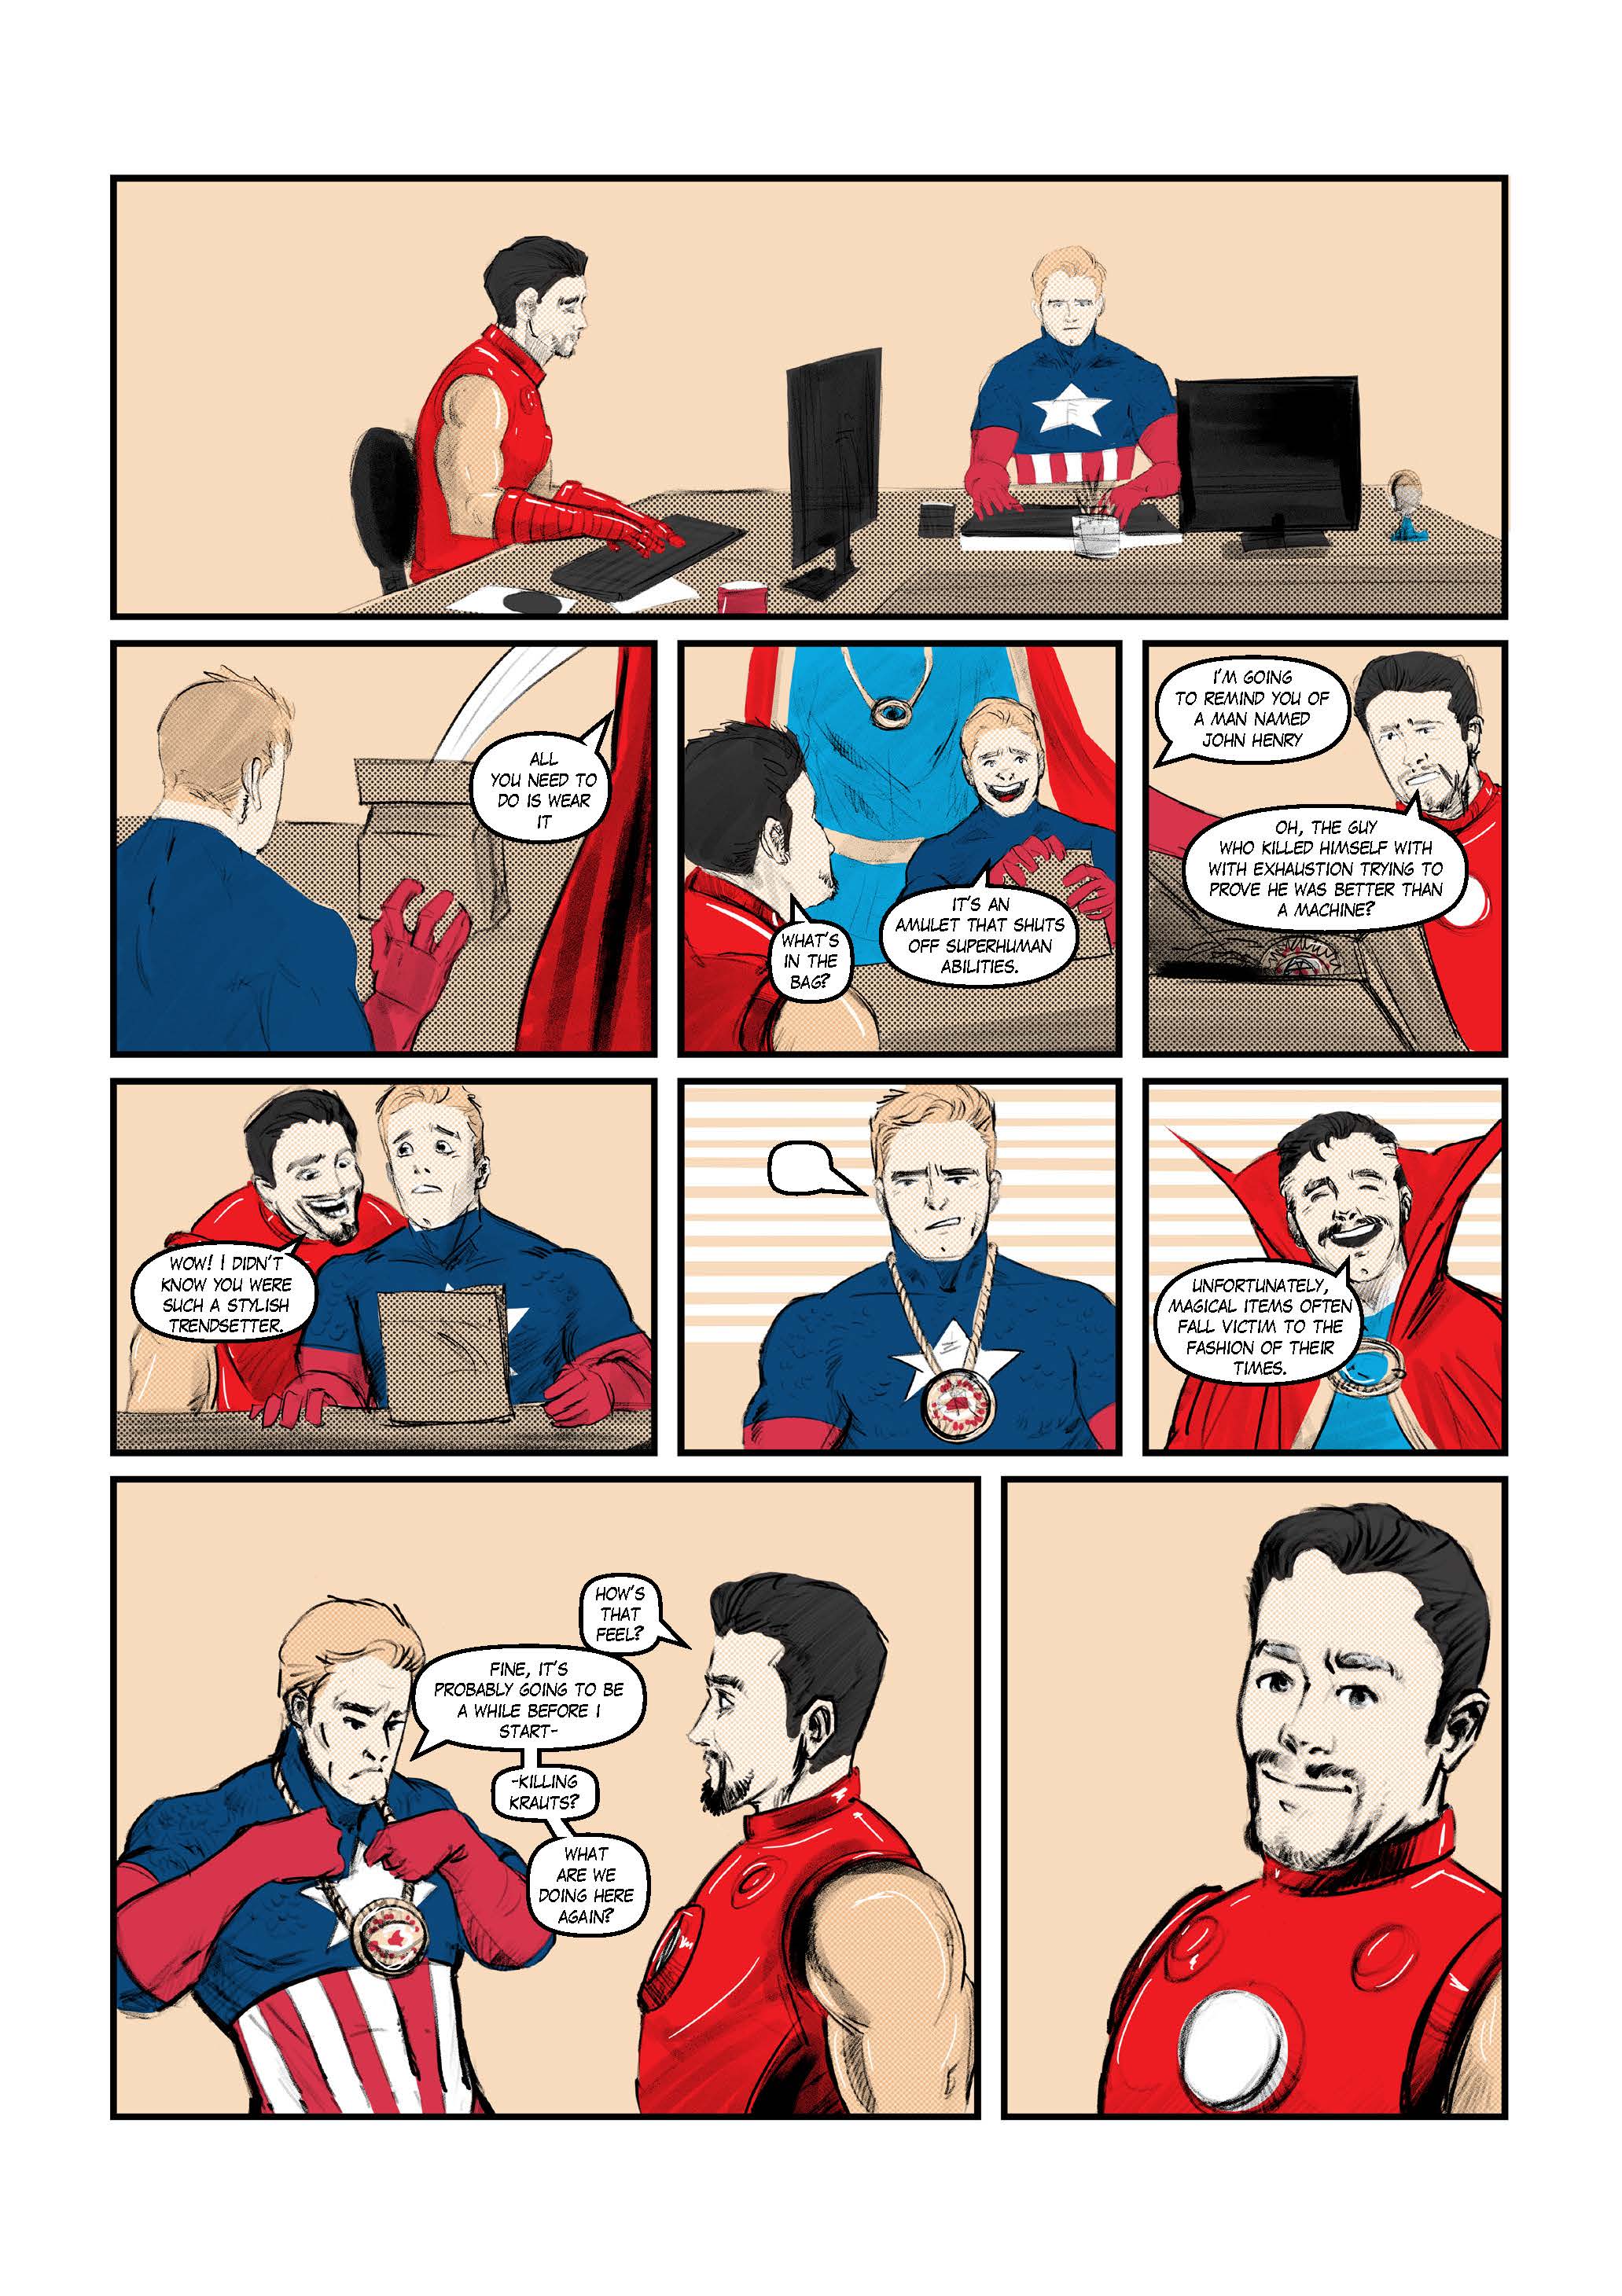 ALL
YOU NEED TO
DO IS WEAR
IT
WHAT'S
IN THE
BAG?
IT'S AN
AMULET THAT SHUTS
OFF SUPERHUMAN
ABILITIES.
I'M GOING
TO REMIND YOU OF
A MAN NAMED
JOHN HENRY
OH, THE GUY
WHO KILLED HIMSELF WITH
WITH EXHAUSTION TRYING TO
PROVE HE WAS BETTER THAN
A MACHINE?
WOW! I DIDN'T
KNOW YOU WERE
SUCH A STYLISH
TRENDSETTER.
UNFORTUNATELY,
MAGICAL ITEMS OFTEN
FALL VICTIM TO THE
FASHION OF THEIR
TIMES.
HOW'S
THAT
FEEL?
FINE, IT'S
PROBABLY GOING TO BE
A WHILE BEFORE I
START-
-KILLING
KRAUTS?
WHAT
ARE WE
DOING HERE
AGAIN?